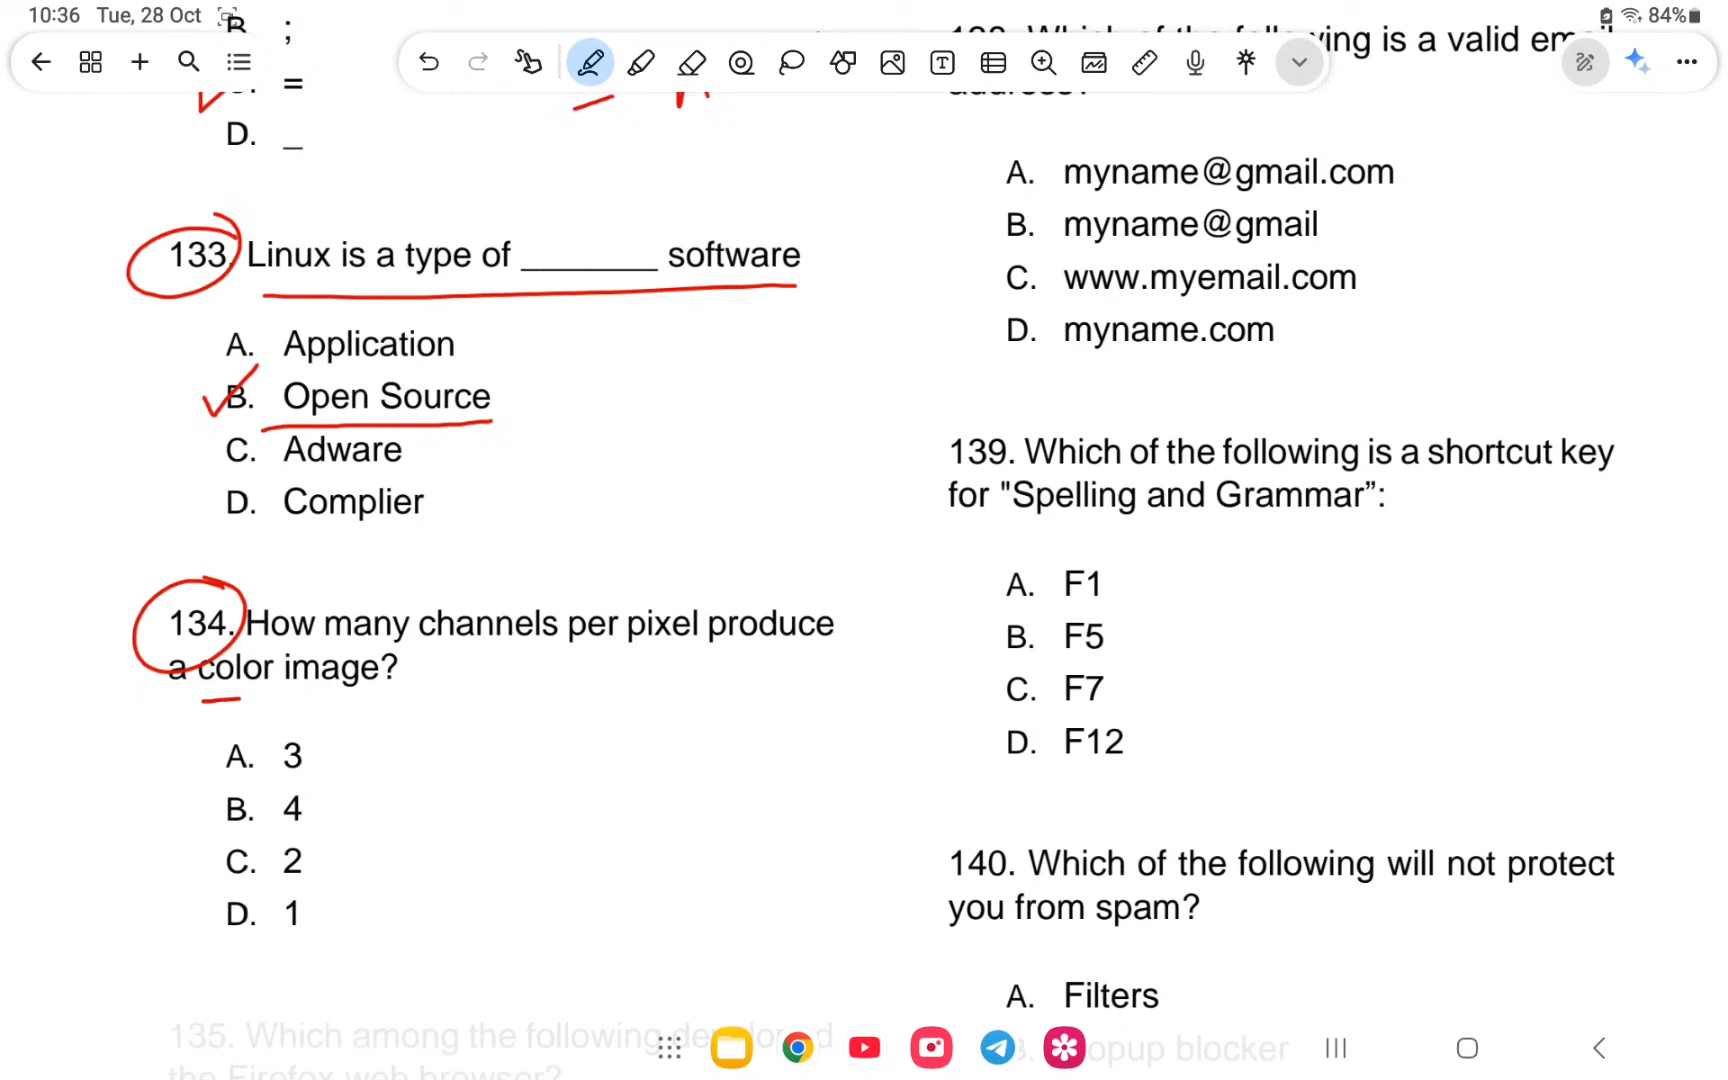 10:36 Tue, 28 Oct
84%
B. ;
=
D. _
133. Linux is a type of _______ software
A. Application
B. Open Source
C. Adware
D. Complier
134. How many channels per pixel produce
a color image?
A. 3
B. 4
C. 2
D. 1
135. Which among the following
the Firefox web browser?
A. myname@gmail.com
B. myname@gmail
C. www.myemail.com
D. myname.com
139. Which of the following is a shortcut key
for "Spelling and Grammar”:
A. F1
B. F5
C. F7
D. F12
140. Which of the following will not protect
you from spam?
A. Filters
opup blocker